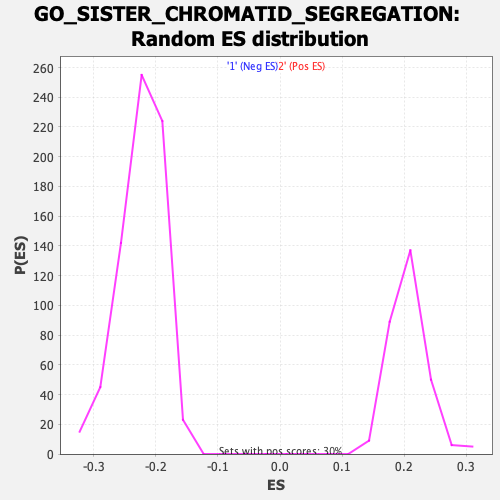 GO_SISTER_CHROMATID_SEGREGATION:
Random ES distribution
'1' (Neg ES)2' (Pos ES)
260
240
220
200
180
160
140
120
100
80
60
40
20
0
P(ES)
Sets with pos scores: 30%
-0.3 -0.2 -0.1 0.0 0.1 0.2 0.3
ES